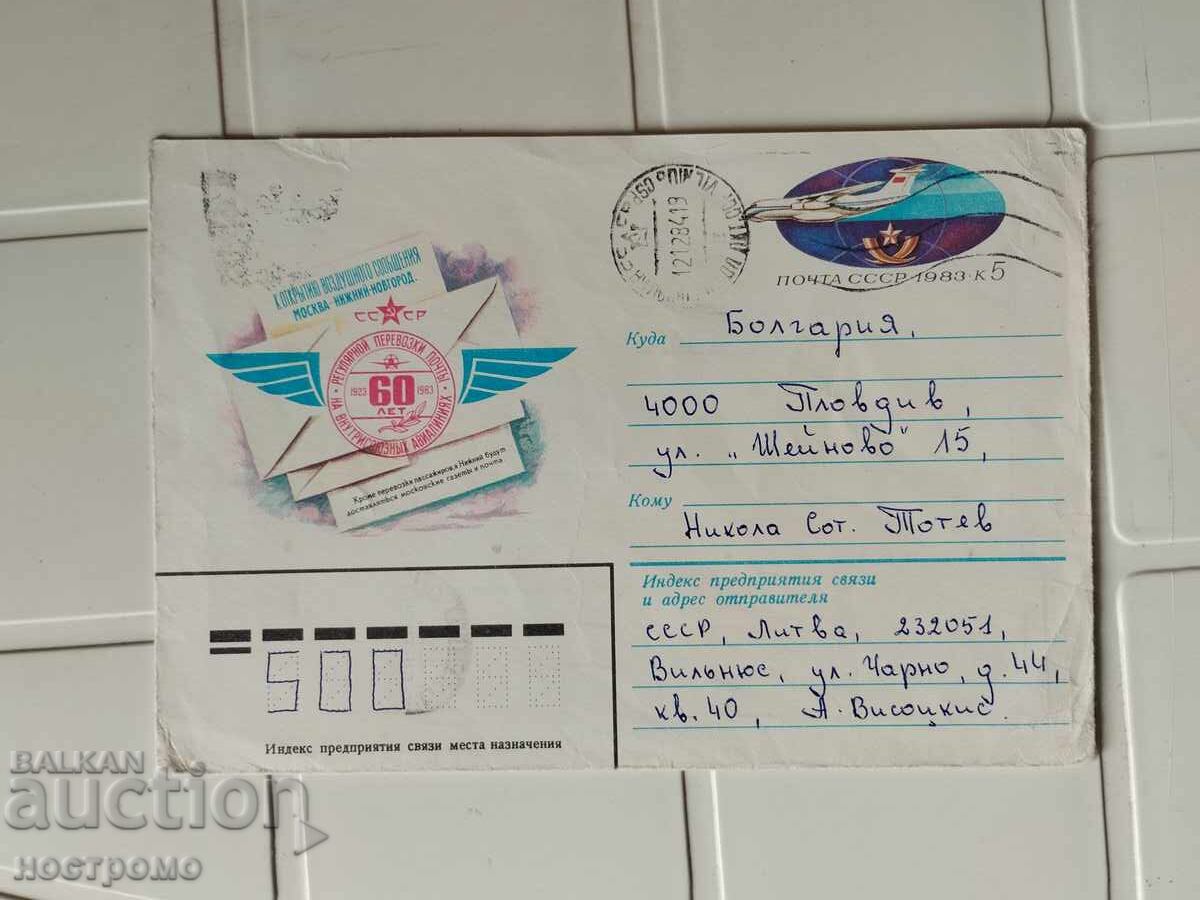 К ОТКРЫТИЮ ВОЗДУШНОГО СООБЩЕНИЯ
МОСКВА-НИЖНИЙ-НОВГОРОД.
СССР
РЕГУЛЯРНОЙ ПЕРЕВОЗКИ ПОЧТЫ
1923 60 1983
ЛЕТ
НА ВНУТРИСОЮЗНЫХ АВИАЛИНИЯХ
Кроме перевозки пассажиров, в Нижний будут
доставляться московские газеты и почта.
VILNIUS
12128419
ПОЧТА СССР·1983·К5
Куда Болгария,
4000 Пловдив,
ул. „Шейново" 15,
Кому
Никола Сот. Тотев
Индекс предприятия связи
и адрес отправителя
СССР, Литва, 232051,
Вильнюс, ул. Чарно, д. 44,
кв. 40, А. Висоцкис.
500
Индекс предприятия связи места назначения
BALKAN
auction
ностромо